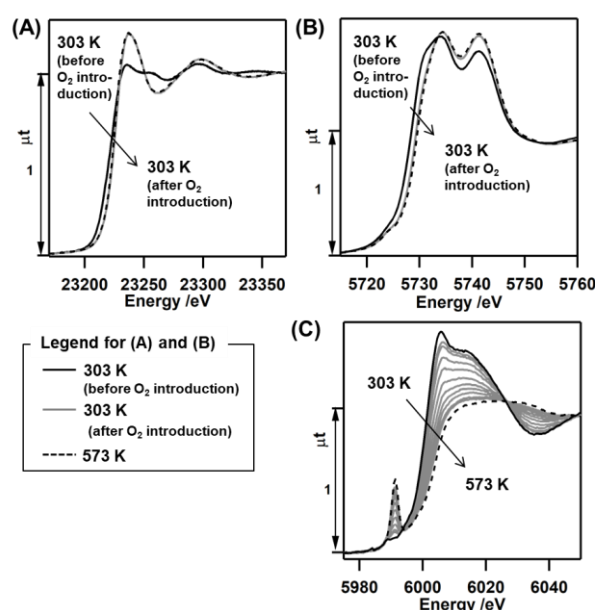 (A)
303 K
(before
O2 intro-
duction)
303 K
(after O2
introduction)
μt
1
23200 23250 23300 23350
Energy /eV
(B)
303 K
(before
O2 intro-
duction)
303 K
(after O2
introduction)
μt
1
5720 5730 5740 5750 5760
Energy /eV
Legend for (A) and (B)
303 K
(before O2 introduction)
303 K
(after O2 introduction)
573 K
(C)
303 K
573 K
μt
1
5980 6000 6020 6040
Energy /eV